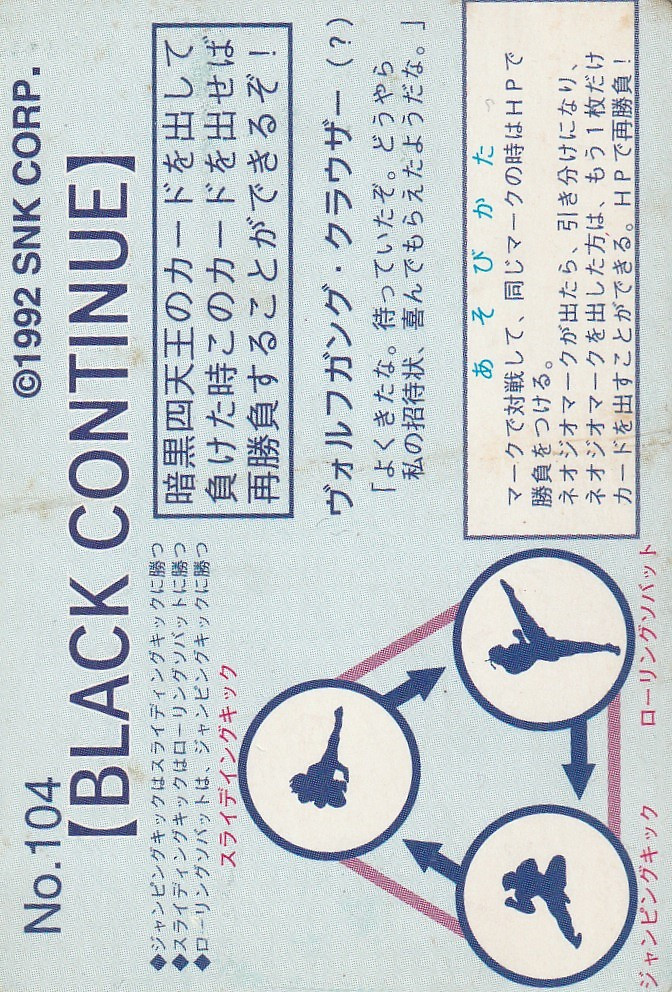 No.104
©1992 SNK CORP.
【BLACK CONTINUE】
◆ジャンピングキックはスライディングキックに勝つ
◆スライディングキックはローリングソバットに勝つ
◆ローリングソバットは、ジャンピングキックに勝つ
スライディングキック
ジャンピングキック
ローリングソバット
暗黒四天王のカードを出して
負けた時このカードを出せば
再勝負することができるぞ！
ヴォルフガング・クラウザー（？）
「よくきたな。待っていたぞ。どうやら
私の招待状、喜んでもらえたようだな。」
あそびかた
マークで対戦して、同じマークの時はHPで
勝負をつける。
ネオジオマークが出たら、引き分けになり、
ネオジオマークを出した方は、もう1枚だけ
カードを出すことができる。HPで再勝負！